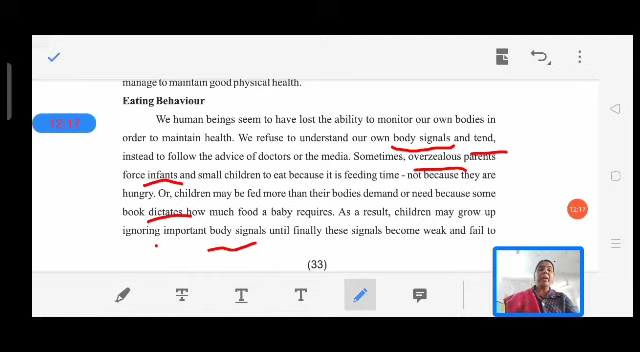 manage to maintain good physical health.
Eating Behaviour
We human beings seem to have lost the ability to monitor our own bodies in
order to maintain health. We refuse to understand our own body signals and tend,
instead to follow the advice of doctors or the media. Sometimes, overzealous parents
force infants and small children to eat because it is feeding time - not because they are
hungry. Or, children may be fed more than their bodies demand or need because some
book dictates how much food a baby requires. As a result, children may grow up
ignoring important body signals until finally these signals become weak and fail to
(33)
12:17
12:17
T
T
T